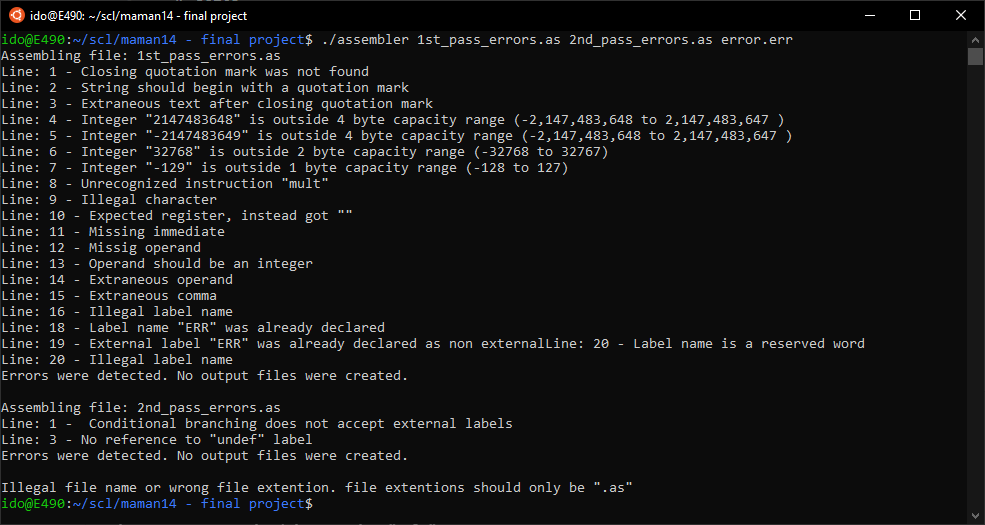 ido@E490: ~/scl/maman14 - final project
ido@E490:~/scl/maman14 - final project$ ./assembler 1st_pass_errors.as 2nd_pass_errors.as error.err
Assembling file: 1st_pass_errors.as
Line: 1 - Closing quotation mark was not found
Line: 2 - String should begin with a quotation mark
Line: 3 - Extraneous text after closing quotation mark
Line: 4 - Integer "2147483648" is outside 4 byte capacity range (-2,147,483,648 to 2,147,483,647 )
Line: 5 - Integer "-2147483649" is outside 4 byte capacity range (-2,147,483,648 to 2,147,483,647 )
Line: 6 - Integer "32768" is outside 2 byte capacity range (-32768 to 32767)
Line: 7 - Integer "-129" is outside 1 byte capacity range (-128 to 127)
Line: 8 - Unrecognized instruction "mult"
Line: 9 - Illegal character
Line: 10 - Expected register, instead got ""
Line: 11 - Missing immediate
Line: 12 - Missig operand
Line: 13 - Operand should be an integer
Line: 14 - Extraneous operand
Line: 15 - Extraneous comma
Line: 16 - Illegal label name
Line: 18 - Label name "ERR" was already declared
Line: 19 - External label "ERR" was already declared as non externalLine: 20 - Label name is a reserved word
Line: 20 - Illegal label name
Errors were detected. No output files were created.
Assembling file: 2nd_pass_errors.as
Line: 1 -  Conditional branching does not accept external labels
Line: 3 - No reference to "undef" label
Errors were detected. No output files were created.
Illegal file name or wrong file extention. file extentions should only be ".as"
ido@E490:~/scl/maman14 - final project$